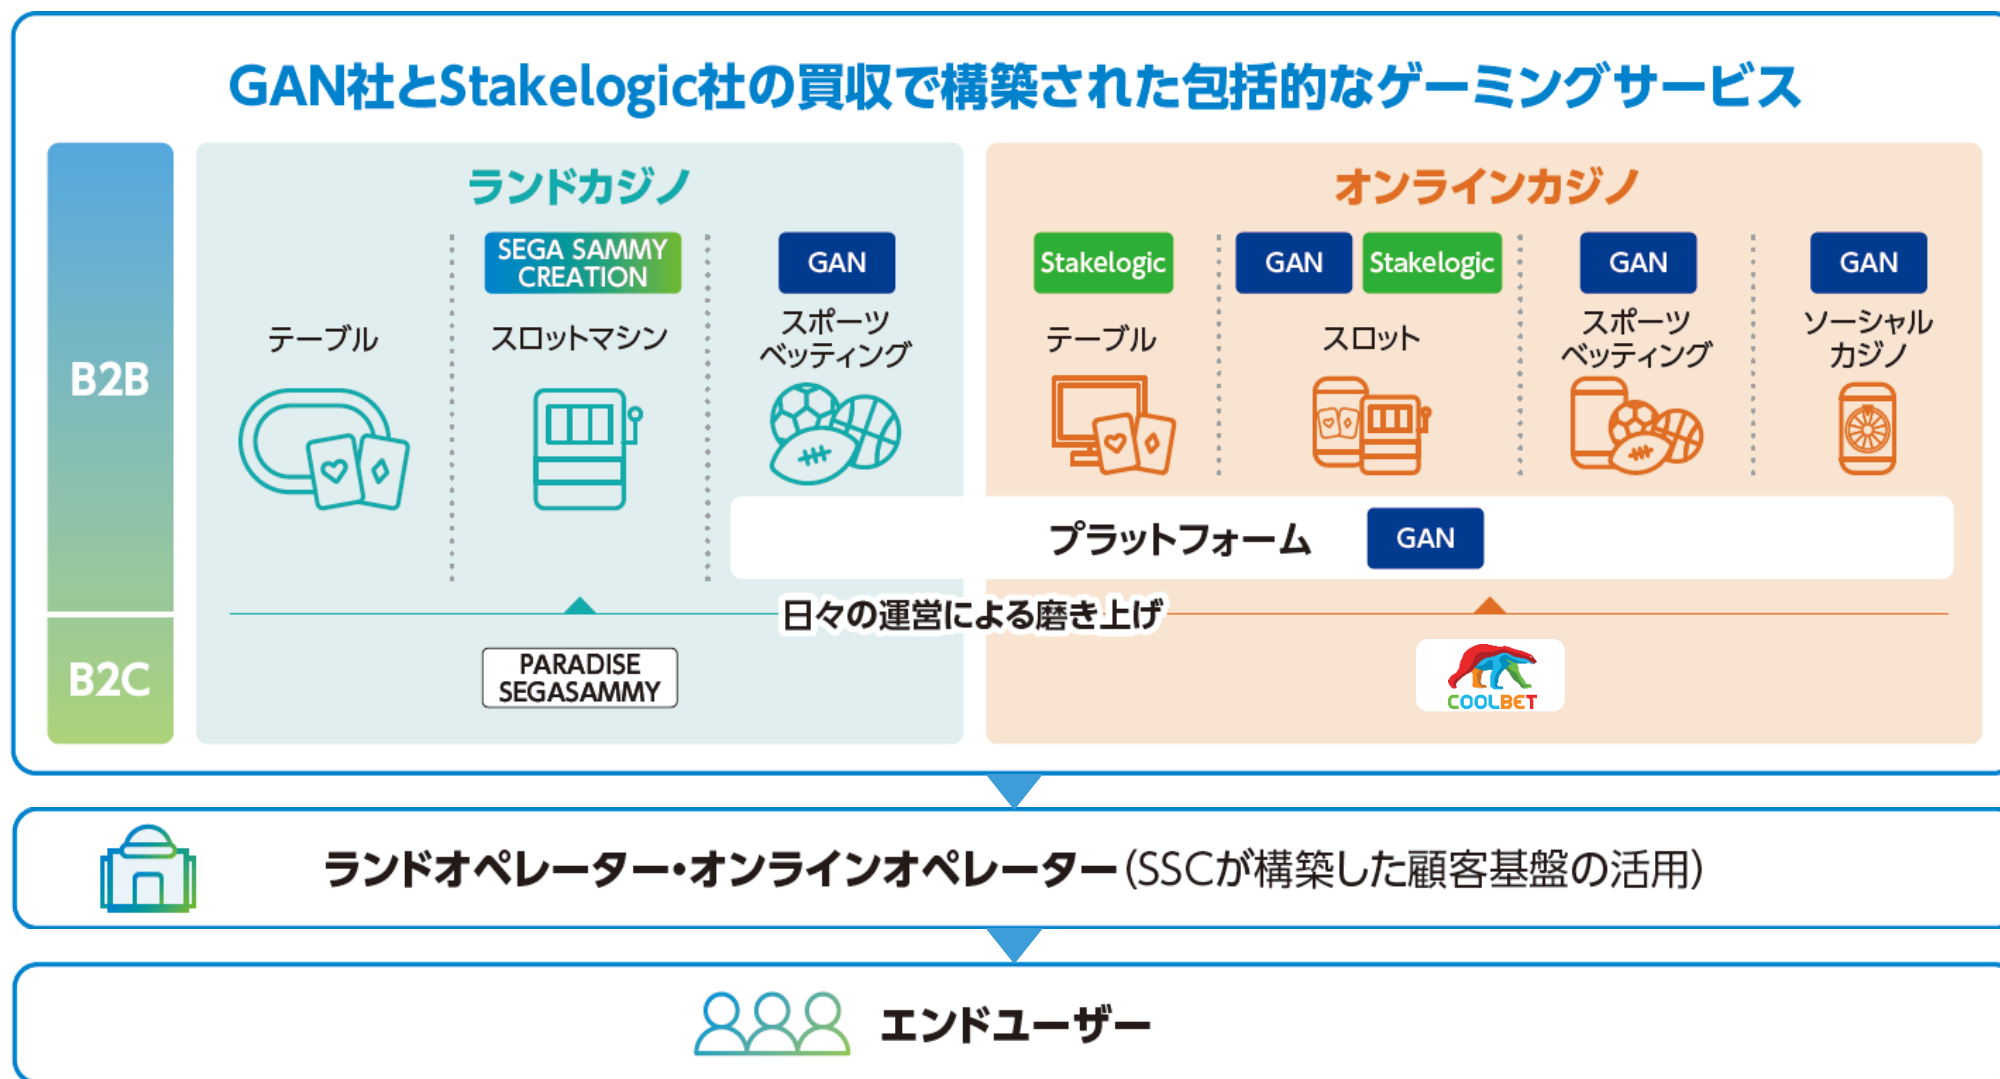 GAN社とStakelogic社の買収で構築された包括的なゲーミングサービス
B2B
ランドカジノ
テーブル
SEGA SAMMY
CREATION
スロットマシン
GAN
スポーツ
ベッティング
オンラインカジノ
Stakelogic
テーブル
GAN Stakelogic
スロット
GAN
スポーツ
ベッティング
GAN
ソーシャル
カジノ
プラットフォーム GAN
日々の運営による磨き上げ
B2C
PARADISE
SEGASAMMY
COOLBET
ランドオペレーター・オンラインオペレーター(SSCが構築した顧客基盤の活用)
エンドユーザー